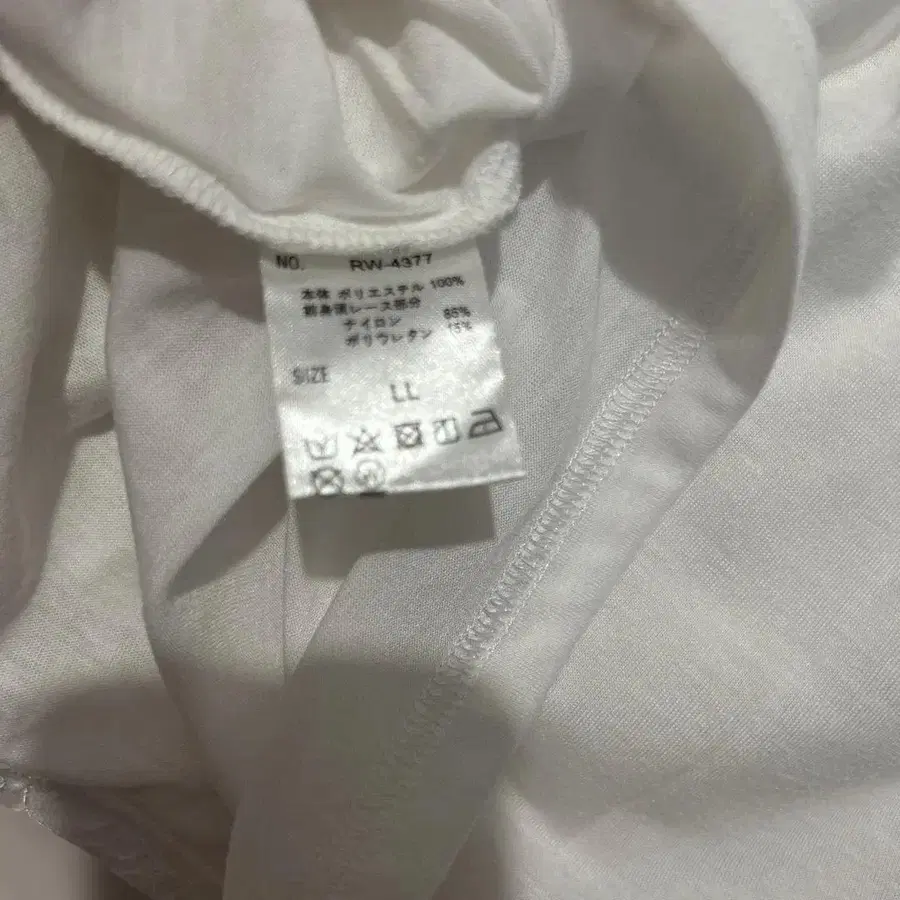 NO. RW-4377
本体 ポリエステル 100%
前身頃レース部分
ナイロン 85%
ポリウレタン 15%
SIZE
LL